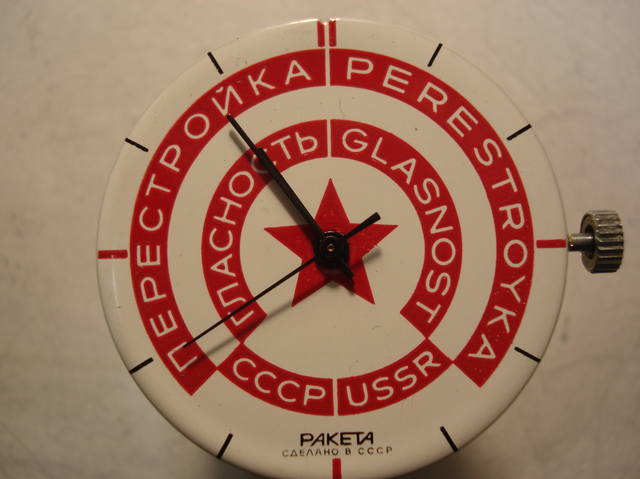 ПЕРЕСТРОЙКА
PERESTROYKA
ГЛАСНОСТЬ
GLASNOST
СССР
USSR
РАКЕТА
СДЕЛАНО В СССР